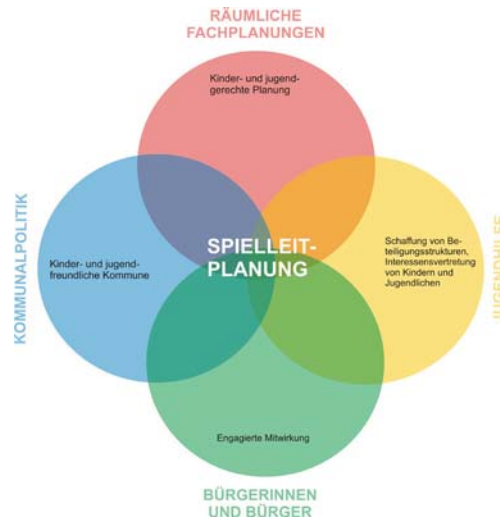 RÄUMLICHE
FACHPLANUNGEN
Kinder- und jugend-
gerechte Planung
KOMMUNALPOLITIK
Kinder- und jugend-
freundliche Kommune
SPIELLEIT-
PLANUNG
Schaffung von Be-
teiligungsstrukturen,
Interessensvertretung
von Kindern und
Jugendlichen
JUGENDHILFE
Engagierte Mitwirkung
BÜRGERINNEN
UND BÜRGER